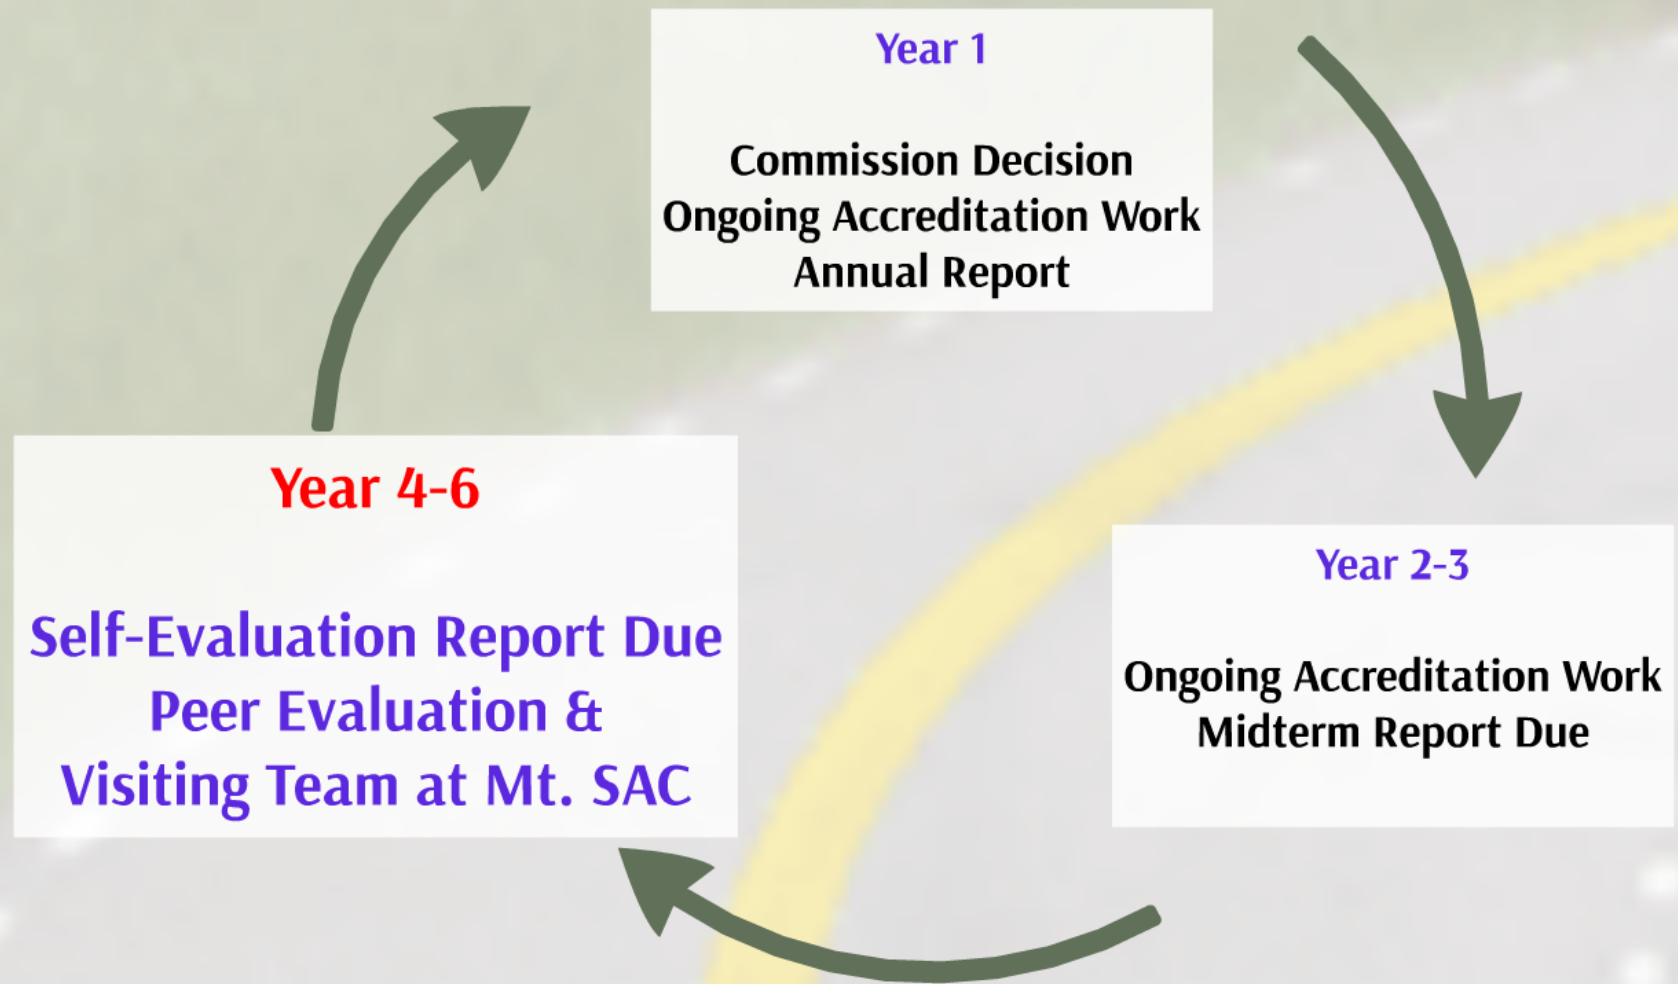 Year 1
Commission Decision
Ongoing Accreditation Work
Annual Report
Year 2-3
Ongoing Accreditation Work
Midterm Report Due
Year 4-6
Self-Evaluation Report Due
Peer Evaluation &
Visiting Team at Mt. SAC